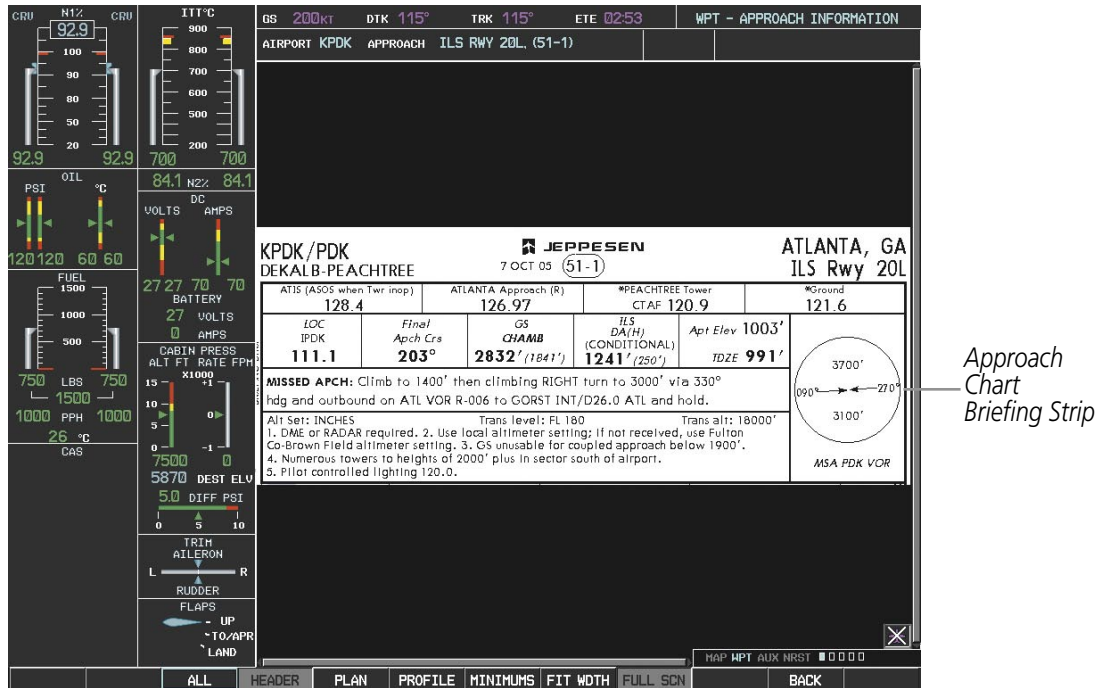 GS 200KT DTK 115° TRK 115° ETE 02:53 WPT – APPROACH INFORMATION
AIRPORT KPDK APPROACH ILS RWY 20L, (51-1)
CRU N1% CRU
92.9
100
90
80
50
20
92.9 92.9
ITT°C
900
800
700
600
500
200
700 700
84.1 N2% 84.1
OIL
PSI °C
120 120 60 60
DC
VOLTS AMPS
27 27 70 70
BATTERY
27 VOLTS
0 AMPS
FUEL
1500
1000
500
750 LBS 750
1500
1000 PPH 1000
26 °C
CAS
CABIN PRESS
ALT FT RATE FPM
X1000
15 +1
10 0
5
0 -1
7500 0
5870 DEST ELV
5.0 DIFF PSI
0 5 10
TRIM
AILERON
L R
RUDDER
FLAPS
UP
TO/APR
LAND
KPDK/PDK JEPPESEN ATLANTA, GA
DEKALB-PEACHTREE 7 OCT 05 51-1 ILS Rwy 20L
ATIS (ASOS when Twr inop) ATLANTA Approach (R) *PEACHTREE Tower *Ground
128.4 126.97 CTAF 120.9 121.6
LOC
IPDK
111.1
Final
Apch Crs
203°
GS
CHAMB
2832' (1841')
ILS
DA(H)
(CONDITIONAL)
1241' (250')
Apt Elev 1003'
TDZE 991'
MISSED APCH: Climb to 1400' then climbing RIGHT turn to 3000' via 330°
hdg and outbound on ATL VOR R-006 to GORST INT/D26.0 ATL and hold.
Alt Set: INCHES Trans level: FL 180 Trans alt: 18000'
1. DME or RADAR required. 2. Use local altimeter setting; if not received, use Fulton
Co-Brown Field altimeter setting. 3. GS unusable for coupled approach below 1900'.
4. Numerous towers to heights of 2000' plus in sector south of airport.
5. Pilot controlled lighting 120.0.
3700'
090° 270°
3100'
MSA PDK VOR
Approach
Chart
Briefing Strip
MAP WPT AUX NRST
ALL HEADER PLAN PROFILE MINIMUMS FIT WDTH FULL SCN BACK